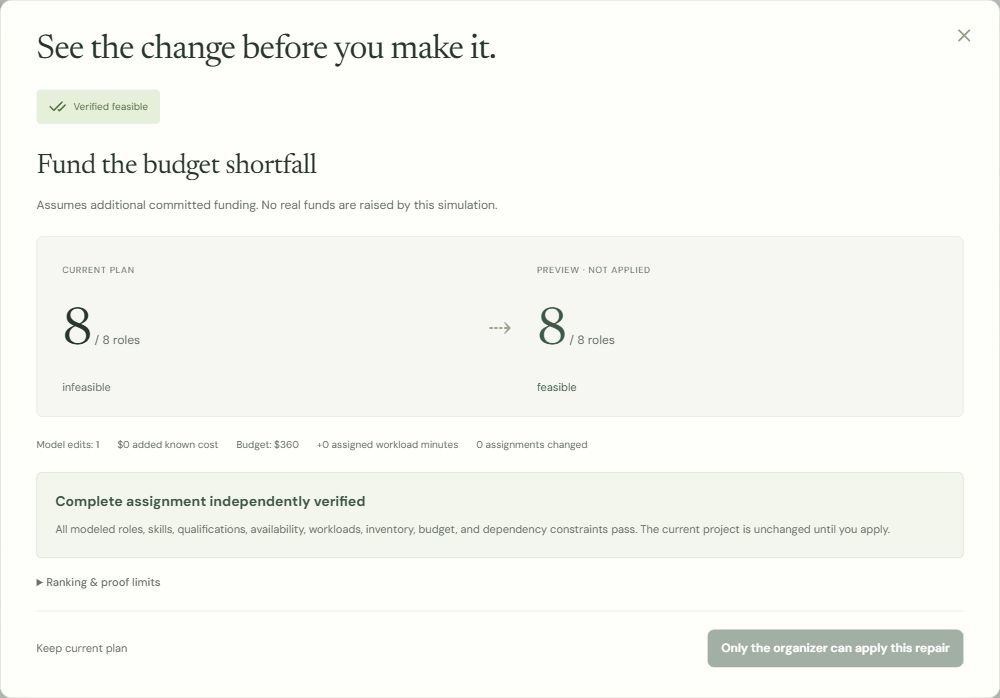 See the change before you make it.
Verified feasible
Fund the budget shortfall
Assumes additional committed funding. No real funds are raised by this simulation.
CURRENT PLAN
8 / 8 roles
infeasible
PREVIEW · NOT APPLIED
8 / 8 roles
feasible
Model edits: 1 $0 added known cost Budget: $360 +0 assigned workload minutes 0 assignments changed
Complete assignment independently verified
All modeled roles, skills, qualifications, availability, workloads, inventory, budget, and dependency constraints pass. The current project is unchanged until you apply.
Ranking & proof limits
Keep current plan
Only the organizer can apply this repair